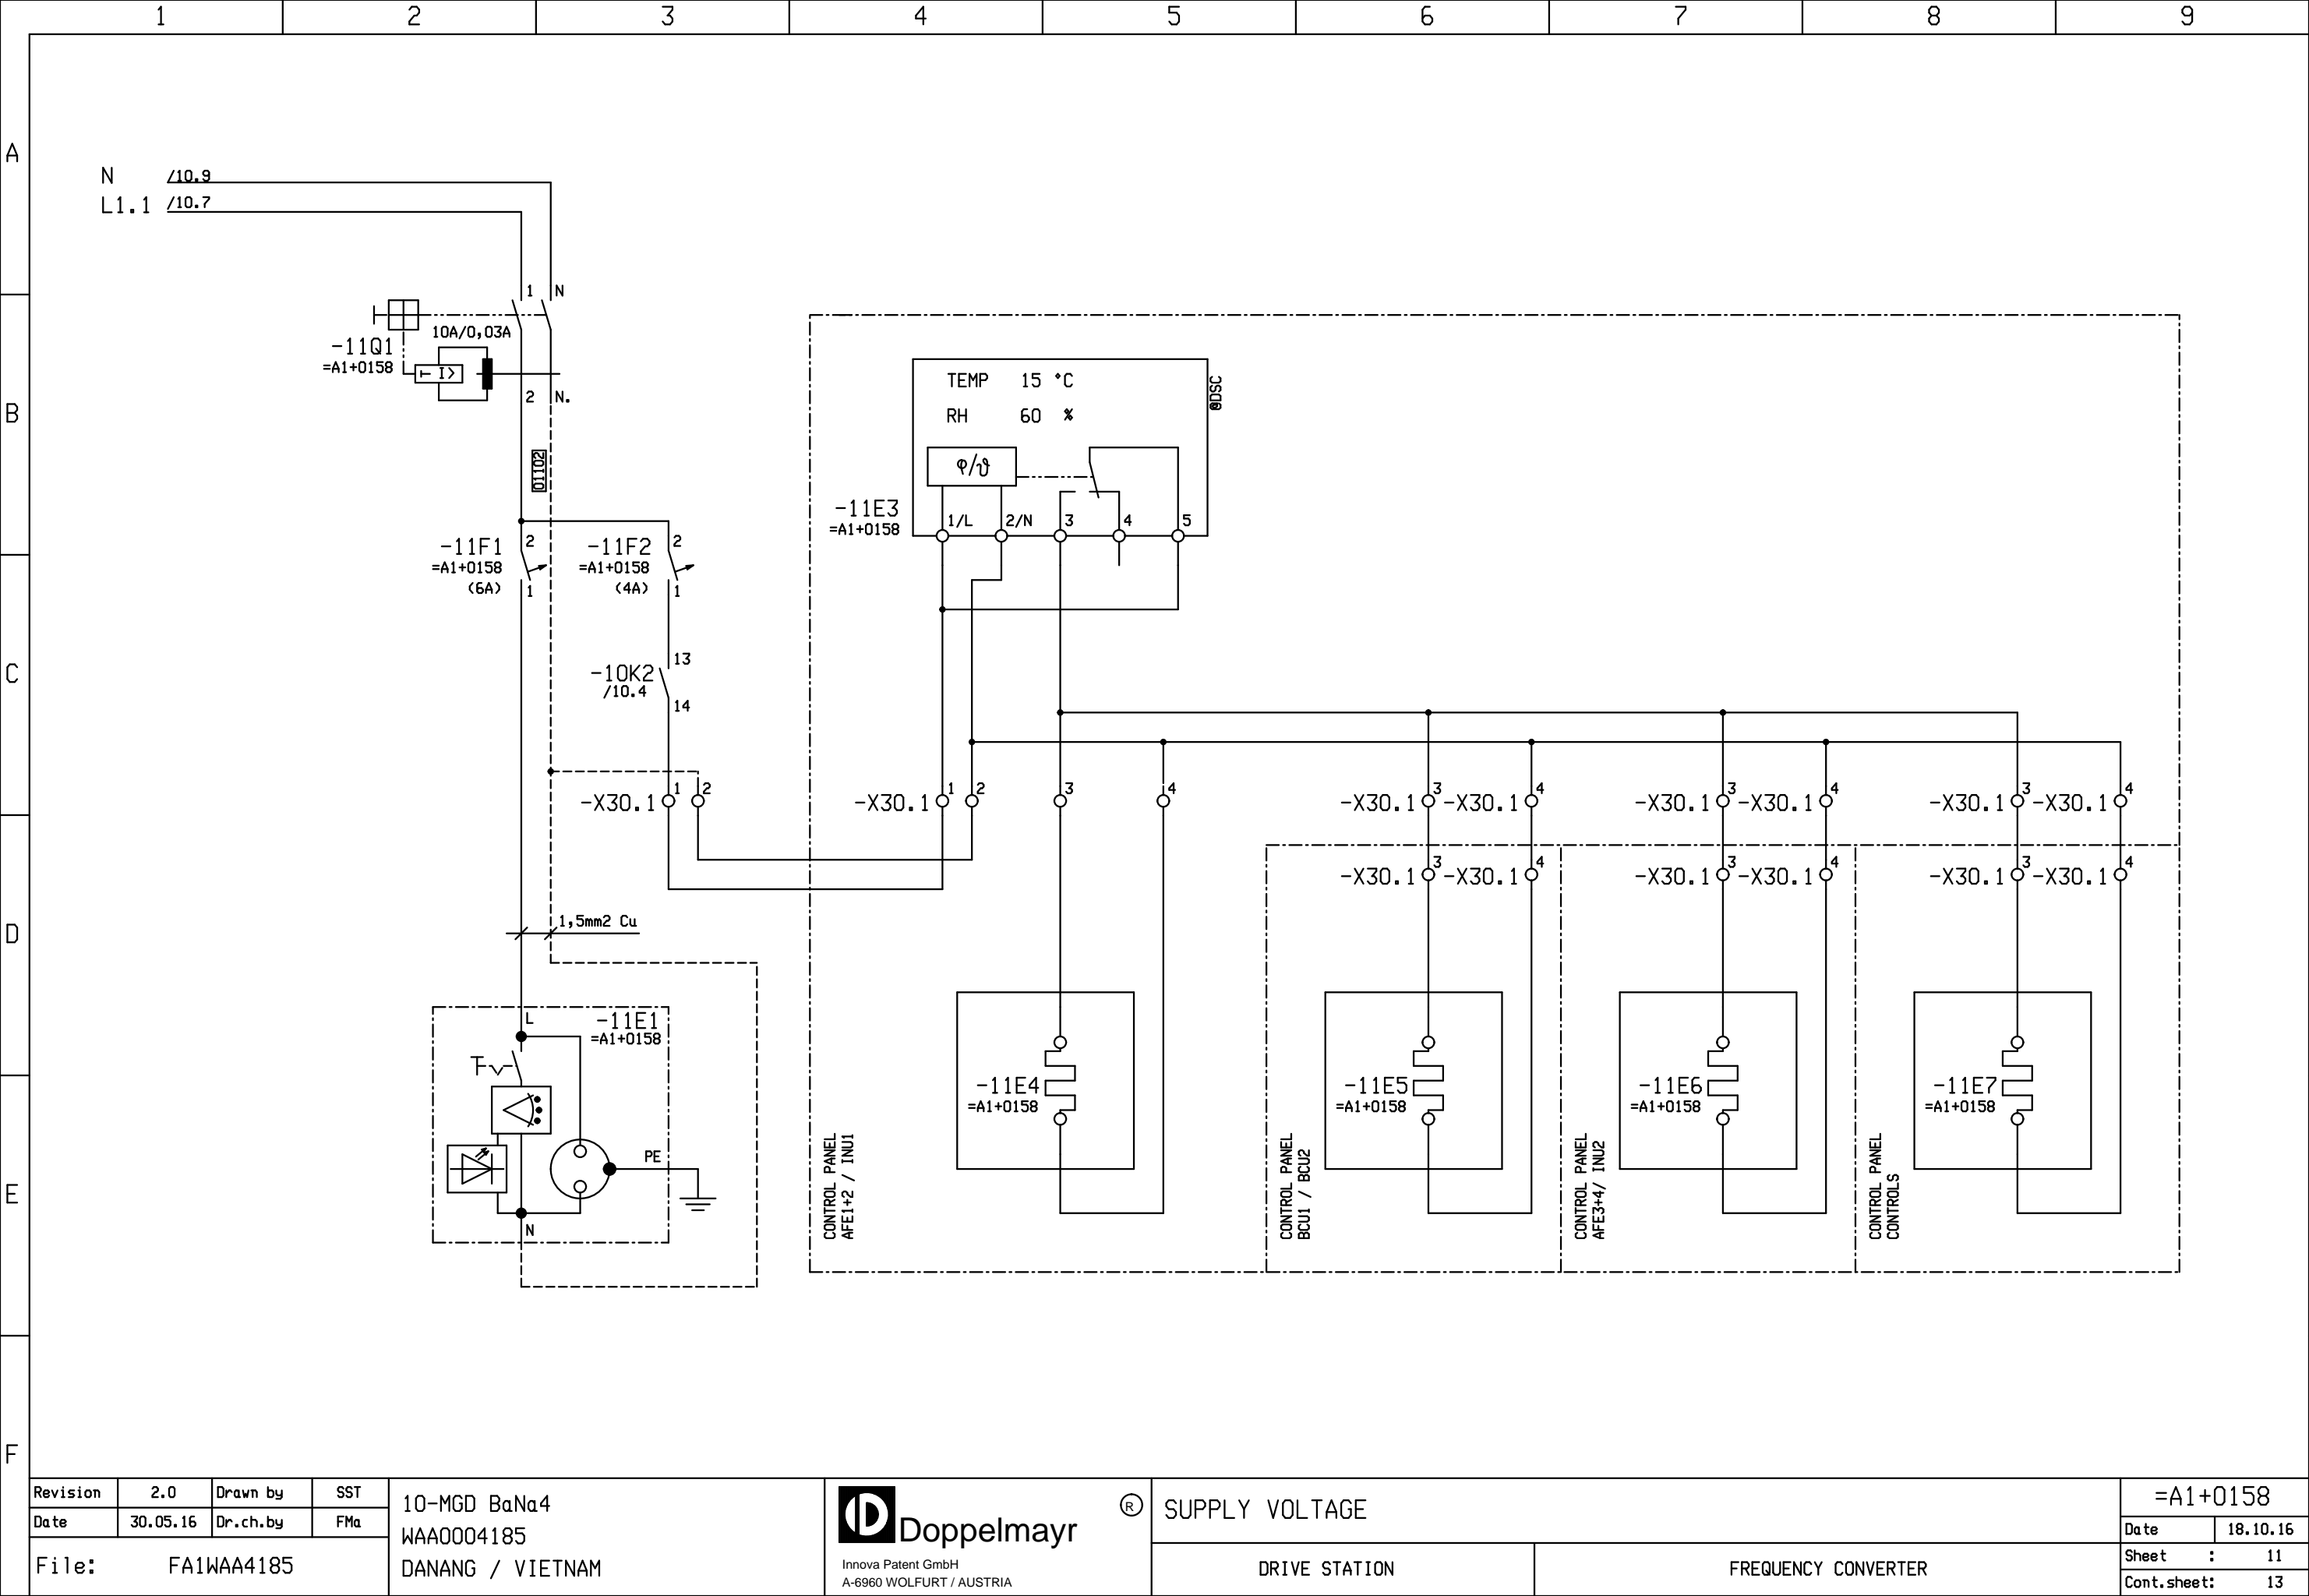 1 2 3 4 5 6 7 8 9
A
B
C
D
E
F
N /10.9
L1.1 /10.7
1 N
10A/0,03A
-11Q1
=A1+0158
I>
2 N.
01102
-11F1
=A1+0158
(6A)
2
1
-11F2
=A1+0158
(4A)
2
1
-10K2
/10.4
13
14
-X30.1 1 2
1,5mm2 Cu
L
-11E1
=A1+0158
PE
N
TEMP 15 °C
RH 60 %
@DSC
φ/ϑ
-11E3
=A1+0158
1/L 2/N 3 4 5
-X30.1 1 2 3 4
-X30.1 3 -X30.1 4
-X30.1 3 -X30.1 4
-X30.1 3 -X30.1 4
-X30.1 3 -X30.1 4
-X30.1 3 -X30.1 4
-X30.1 3 -X30.1 4
-11E4
=A1+0158
-11E5
=A1+0158
-11E6
=A1+0158
-11E7
=A1+0158
CONTROL PANEL
AFE1+2 / INU1
CONTROL PANEL
BCU1 / BCU2
CONTROL PANEL
AFE3+4/ INU2
CONTROL PANEL
CONTROLS
Revision 2.0 Drawn by SST
Date 30.05.16 Dr.ch.by FMa
File: FA1WAA4185
10-MGD BaNa4
WAA0004185
DANANG / VIETNAM
Doppelmayr ®
Innova Patent GmbH
A-6960 WOLFURT / AUSTRIA
SUPPLY VOLTAGE
DRIVE STATION
FREQUENCY CONVERTER
=A1+0158
Date 18.10.16
Sheet : 11
Cont.sheet: 13